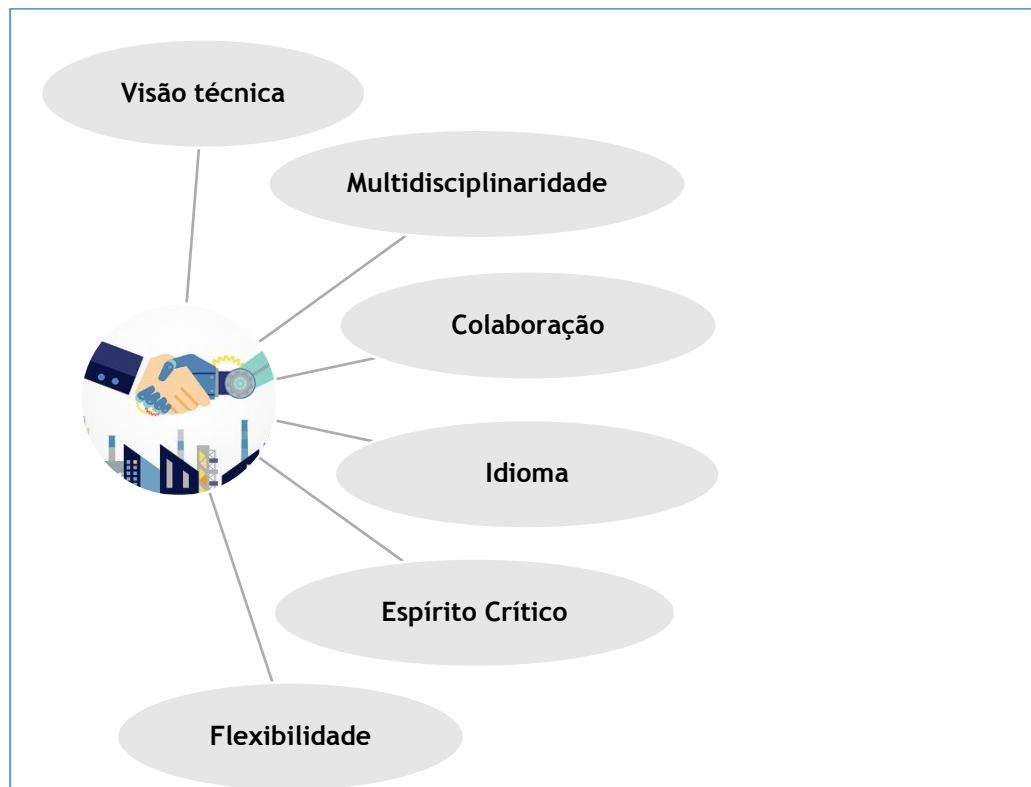 Visão técnica
Multidisciplinaridade
Colaboração
Idioma
Espírito Crítico
Flexibilidade